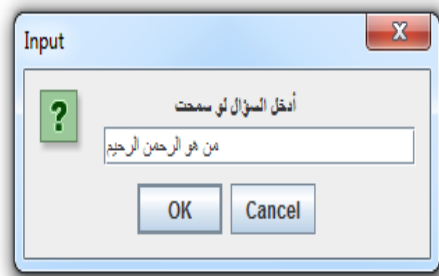 Input
X
?
أدخل السؤال لو سمحت
من هو الرحمن الرحيم
OK Cancel